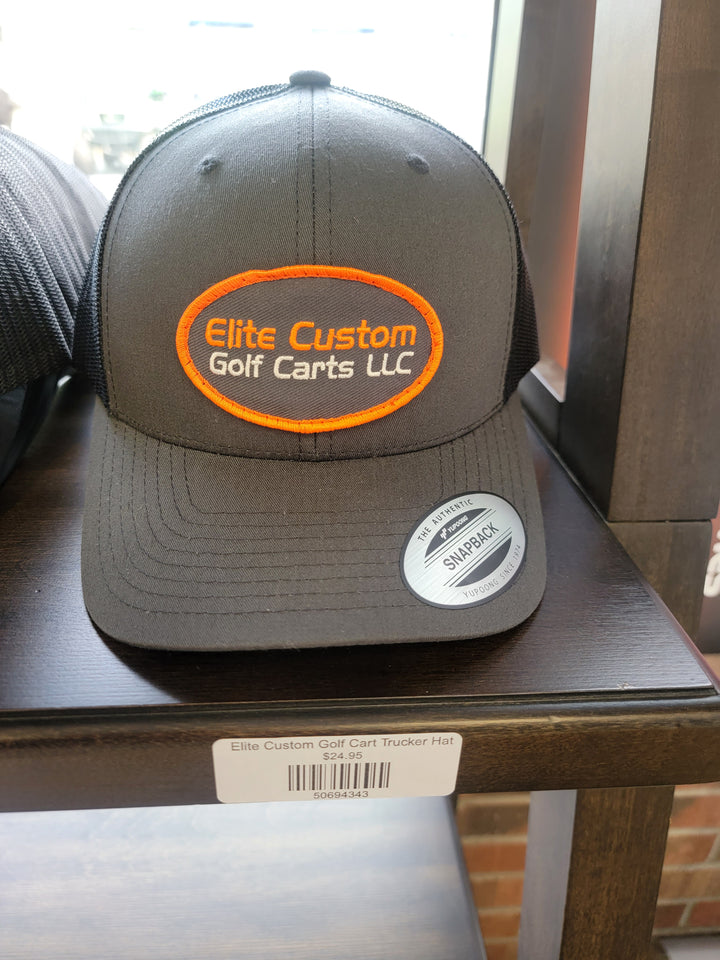 Elite Custom
Golf Carts LLC
THE AUTHENTIC
YUPOONG
SNAPBACK
YUPOONG SINCE 1974
Elite Custom Golf Cart Trucker Hat
$24.95
50694343